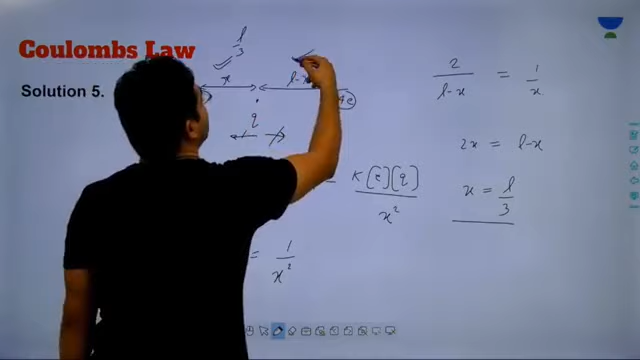 Coulombs Law
l/3
Solution 5.
x
l-x
4e
q
K[e][q]/x²
= 1/x²
2/(l-x) = 1/x
2x = l-x
x = l/3